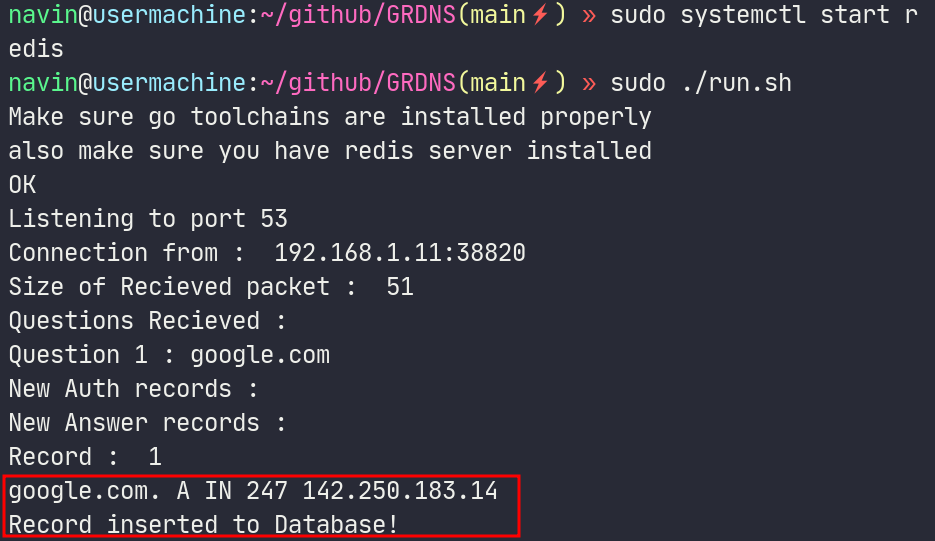 navin@usermachine:~/github/GRDNS(main⚡) » sudo systemctl start r
edis
navin@usermachine:~/github/GRDNS(main⚡) » sudo ./run.sh
Make sure go toolchains are installed properly
also make sure you have redis server installed
OK
Listening to port 53
Connection from :  192.168.1.11:38820
Size of Recieved packet :  51
Questions Recieved :
Question 1 : google.com
New Auth records :
New Answer records :
Record :  1
google.com. A IN 247 142.250.183.14
Record inserted to Database!